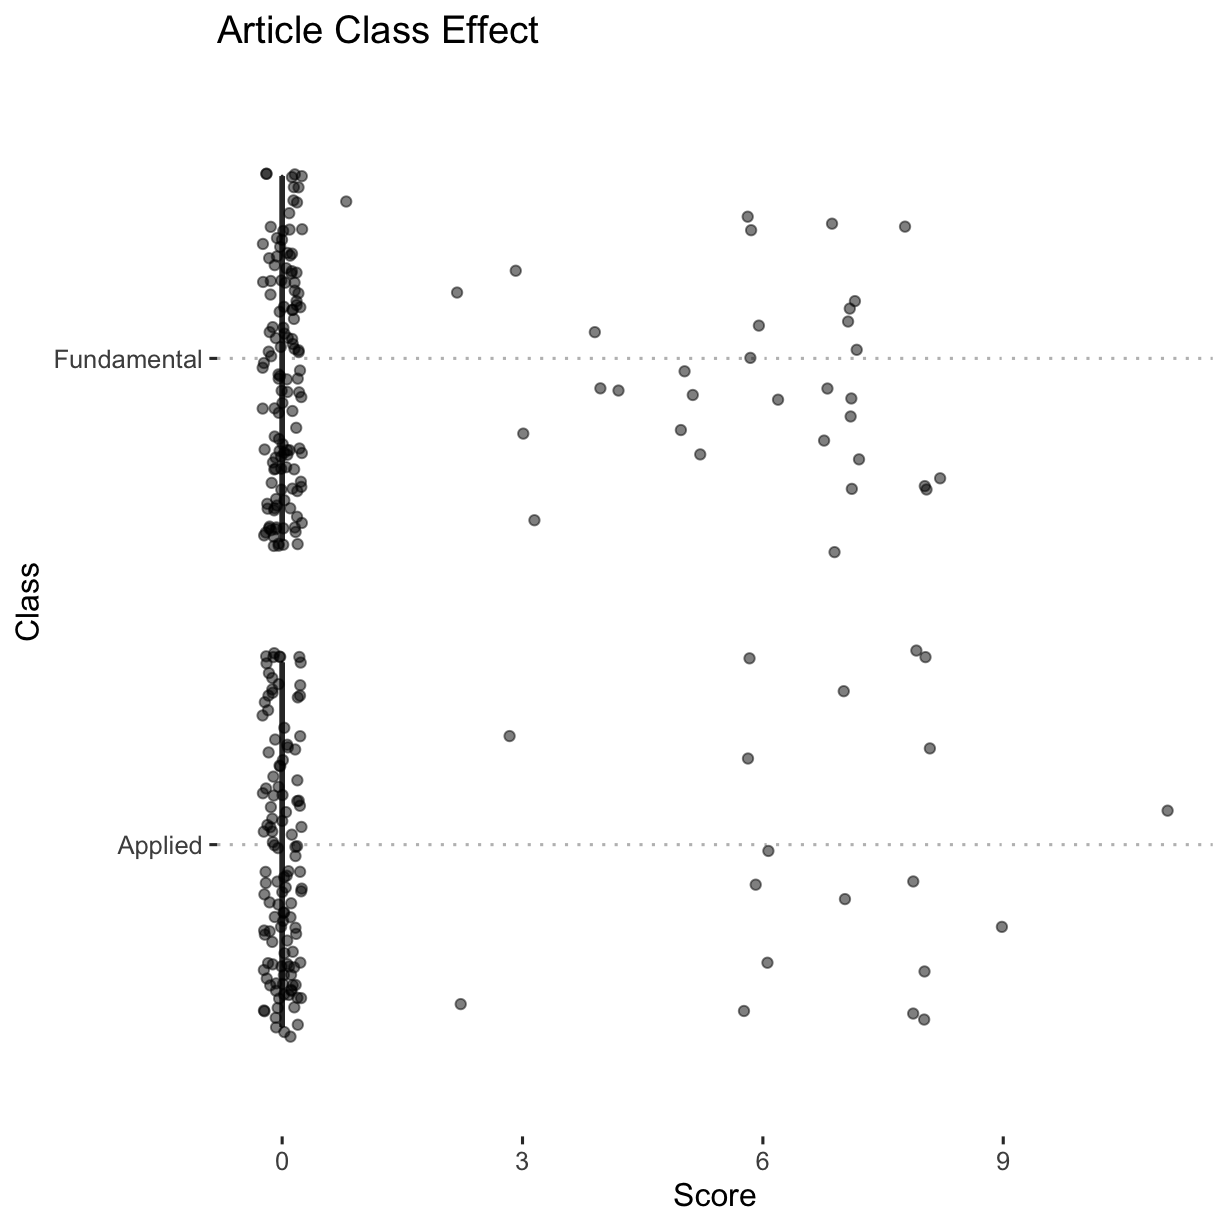 Article Class Effect
Fundamental
Class
Applied
0 3 6 9
Score